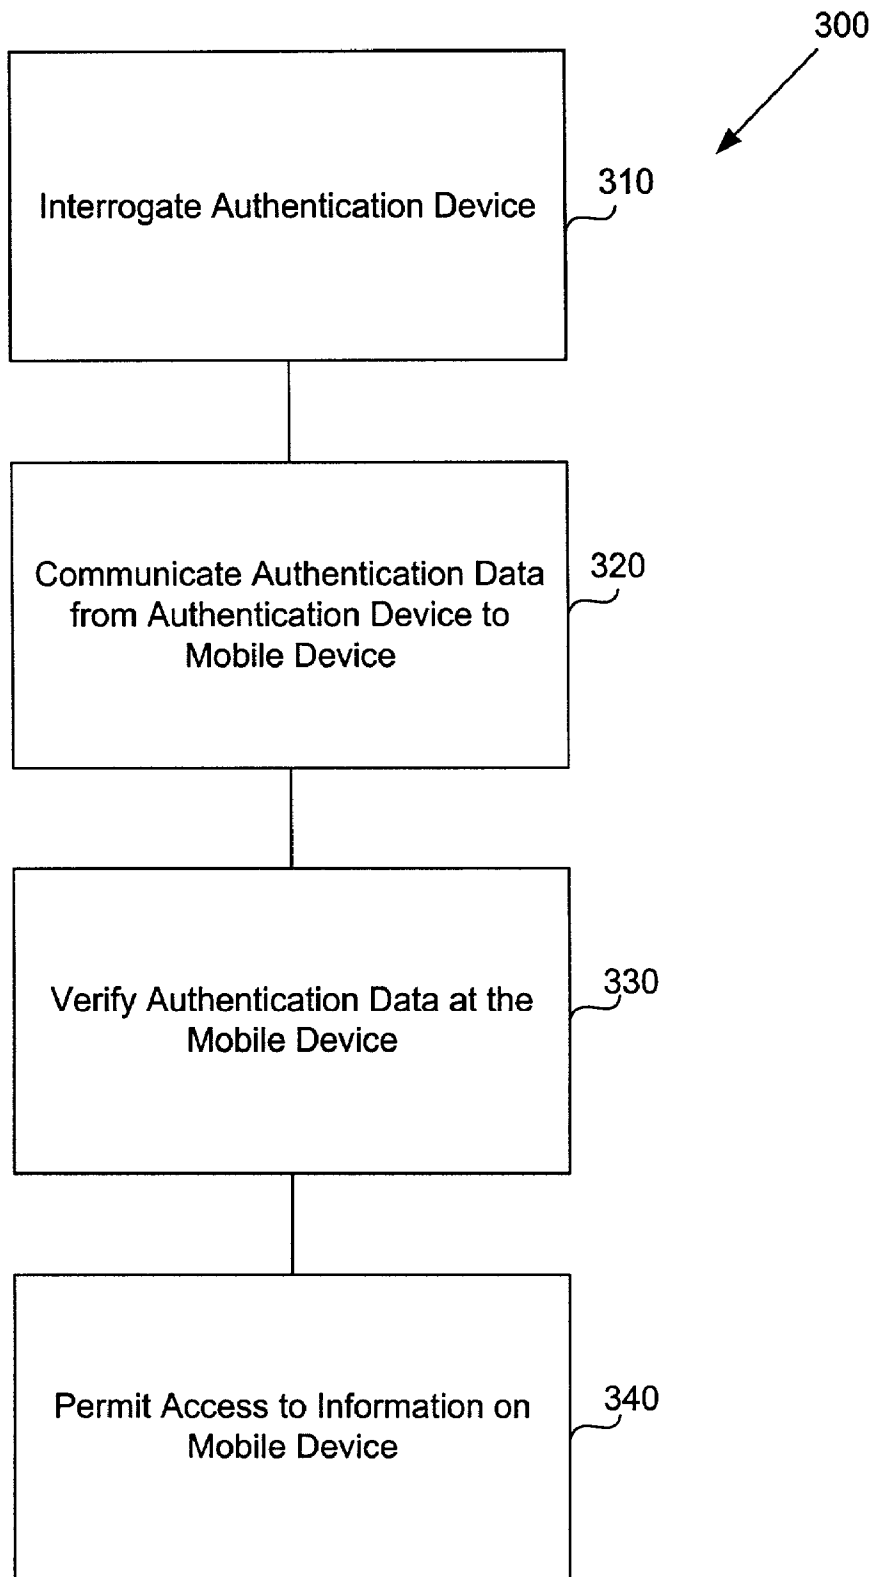 300
Interrogate Authentication Device
310
Communicate Authentication Data
from Authentication Device to
Mobile Device
320
Verify Authentication Data at the
Mobile Device
330
Permit Access to Information on
Mobile Device
340